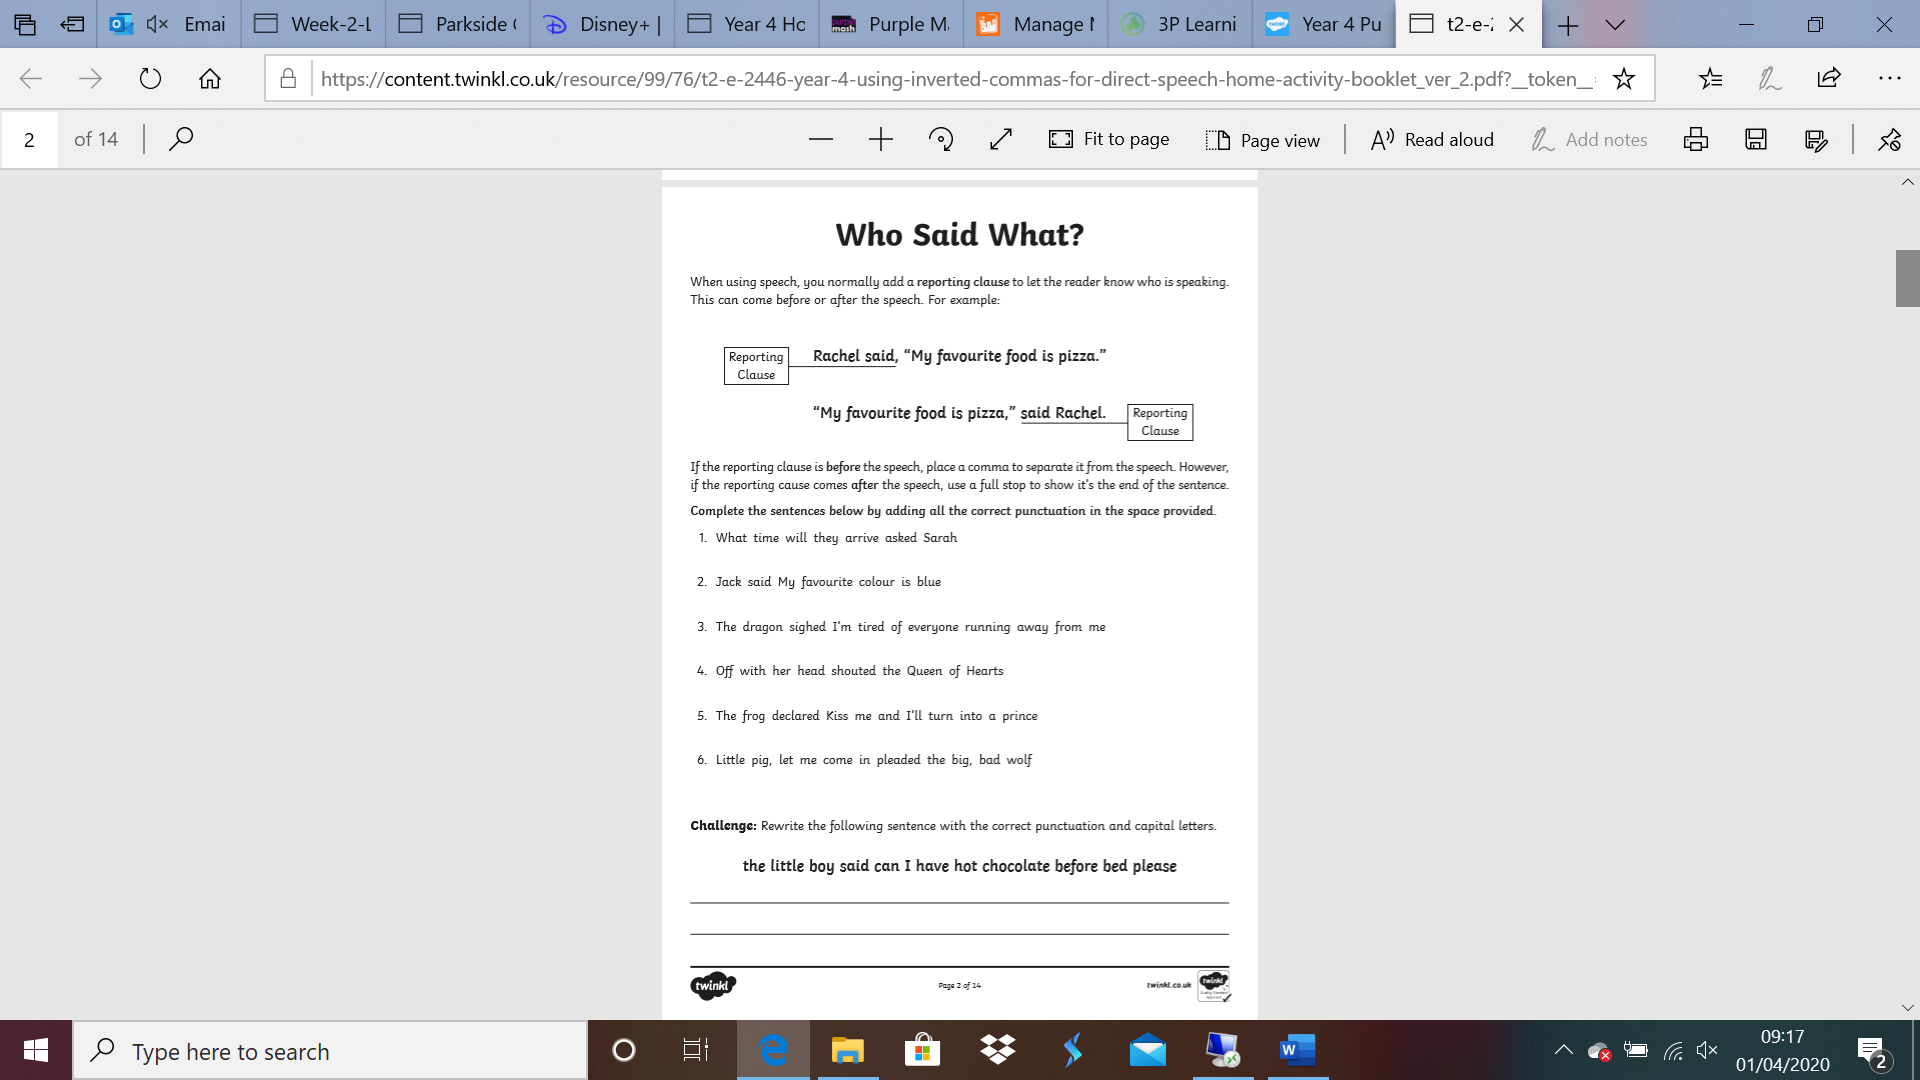 Emai
Week-2-L
Parkside
Disney+ |
Year 4 Ho
Purple M
Manage
3P Learni
Year 4 Pu
t2-e-2
https://content.twinkl.co.uk/resource/99/76/t2-e-2446-year-4-using-inverted-commas-for-direct-speech-home-activity-booklet_ver_2.pdf?__token__
2 of 14
Fit to page
Page view
Read aloud
Add notes
Who Said What?
When using speech, you normally add a reporting clause to let the reader know who is speaking.
This can come before or after the speech. For example:
Reporting
Clause
Rachel said, “My favourite food is pizza.”
“My favourite food is pizza,” said Rachel.
Reporting
Clause
If the reporting clause is before the speech, place a comma to separate it from the speech. However,
if the reporting cause comes after the speech, use a full stop to show it's the end of the sentence.
Complete the sentences below by adding all the correct punctuation in the space provided.
1. What time will they arrive asked Sarah
2. Jack said My favourite colour is blue
3. The dragon sighed I'm tired of everyone running away from me
4. Off with her head shouted the Queen of Hearts
5. The frog declared Kiss me and I'll turn into a prince
6. Little pig, let me come in pleaded the big, bad wolf
Challenge: Rewrite the following sentence with the correct punctuation and capital letters.
the little boy said can I have hot chocolate before bed please
twinkl
Page 2 of 14
twinkl.co.uk
twinkl
Type here to search
09:17
01/04/2020
2